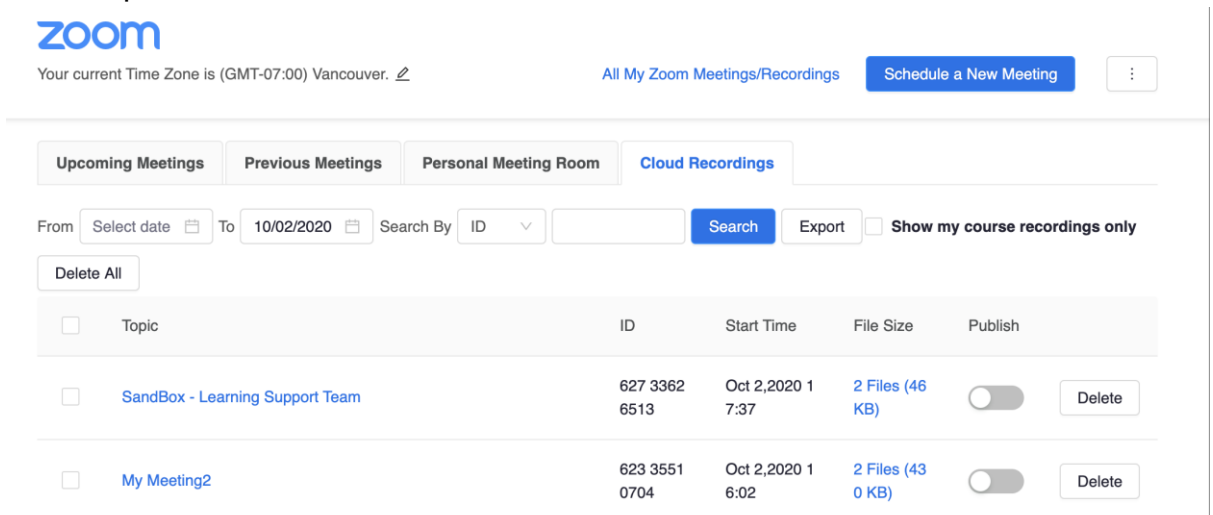 zoom
Your current Time Zone is (GMT-07:00) Vancouver.
All My Zoom Meetings/Recordings
Schedule a New Meeting
Upcoming Meetings Previous Meetings Personal Meeting Room Cloud Recordings
From Select date To 10/02/2020 Search By ID Search Export Show my course recordings only
Delete All
Topic ID Start Time File Size Publish
SandBox - Learning Support Team
627 3362
6513
Oct 2,2020 1
7:37
2 Files (46
KB)
Delete
My Meeting2
623 3551
0704
Oct 2,2020 1
6:02
2 Files (43
0 KB)
Delete